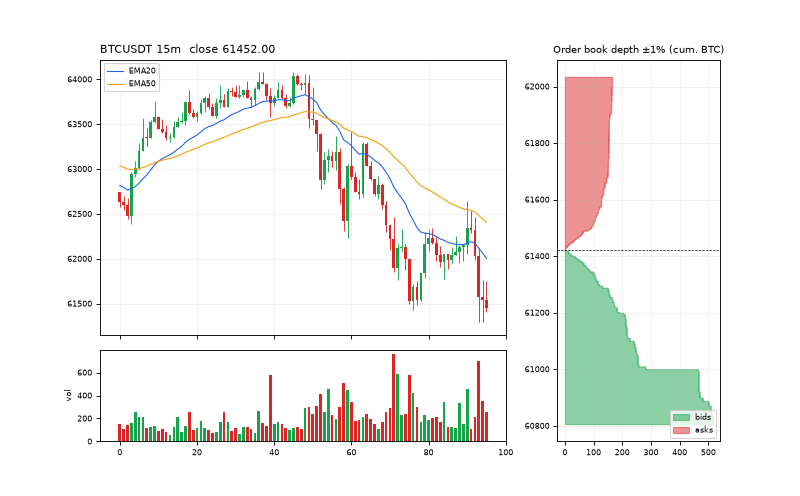 BTCUSDT 15m  close 61452.00
EMA20
EMA50
64000
63500
63000
62500
62000
61500
600
400
200
0
vol
0 20 40 60 80 100
Order book depth ±1% (cum. BTC)
62000
61800
61600
61400
61200
61000
60800
bids
asks
0 100 200 300 400 500